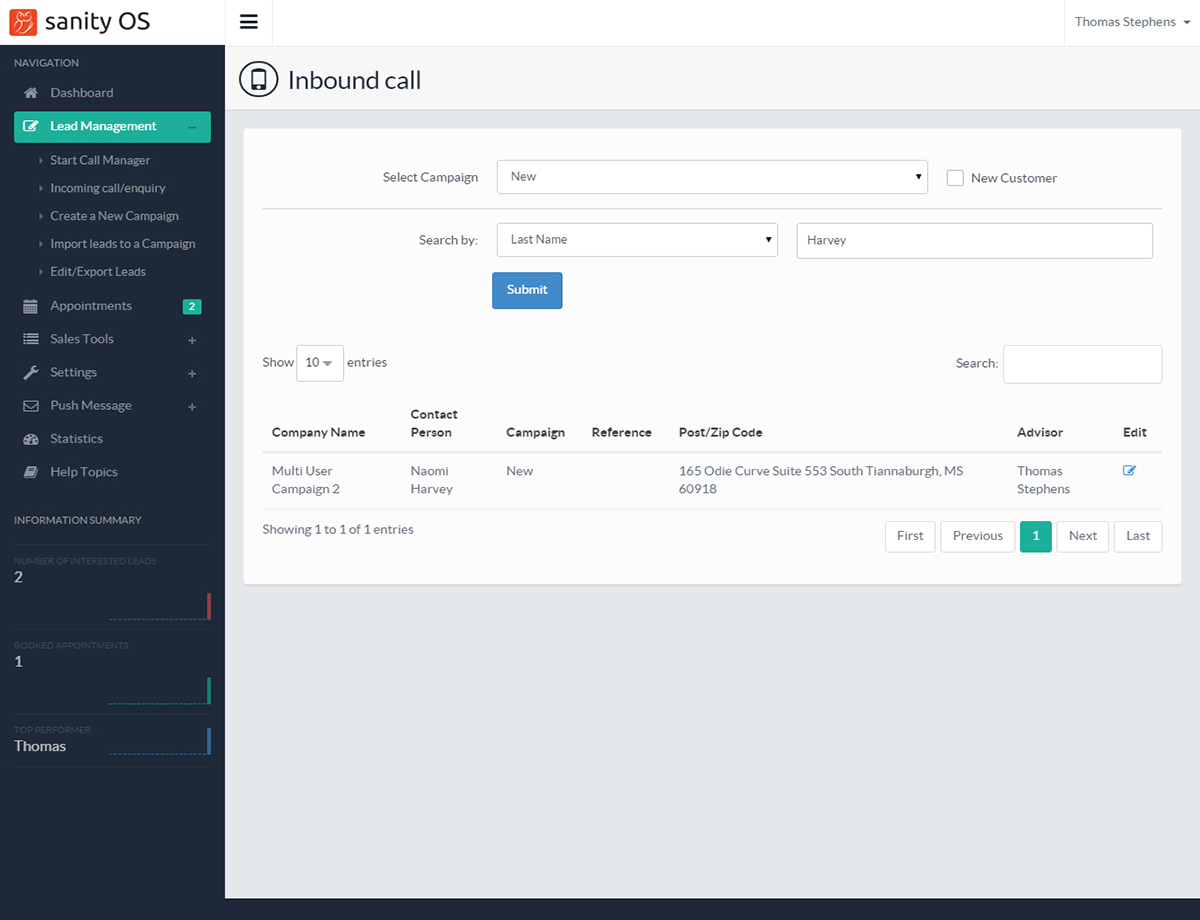 sanity OS
Thomas Stephens
NAVIGATION
Dashboard
Lead Management
Start Call Manager
Incoming call/enquiry
Create a New Campaign
Import leads to a Campaign
Edit/Export Leads
Appointments 2
Sales Tools +
Settings +
Push Message +
Statistics
Help Topics
INFORMATION SUMMARY
NUMBER OF INTERESTED LEADS
2
BOOKED APPOINTMENTS
1
TOP PERFORMER
Thomas
Inbound call
Select Campaign New New Customer
Search by: Last Name Harvey
Submit
Show 10 entries Search:
Company Name Contact Person Campaign Reference Post/Zip Code Advisor Edit
Multi User Naomi New 165 Odie Curve Suite 553 South Tiannaburgh, MS Thomas
Campaign 2 Harvey 60918 Stephens
Showing 1 to 1 of 1 entries
First Previous 1 Next Last